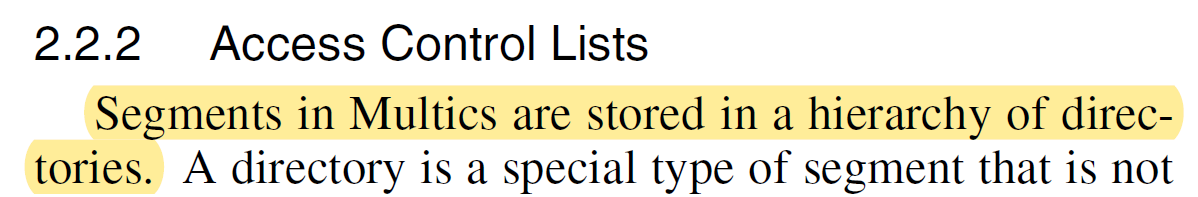 2.2.2 Access Control Lists
Segments in Multics are stored in a hierarchy of direc-
tories. A directory is a special type of segment that is not